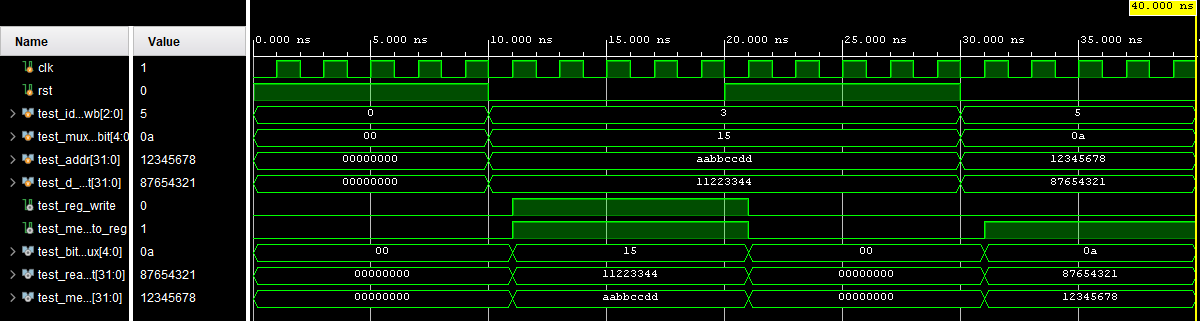 40.000 ns
Name Value
0.000 ns 5.000 ns 10.000 ns 15.000 ns 20.000 ns 25.000 ns 30.000 ns 35.000 ns
clk 1
rst 0
test_id...wb[2:0] 5 0 3 5
test_mux...bit[4:0 0a 00 15 0a
test_addr[31:0] 12345678 00000000 aabbccdd 12345678
test_d_...t[31:0] 87654321 00000000 11223344 87654321
test_reg_write 0
test_me...to_reg 1
test_bit...ux[4:0] 0a 00 15 00 0a
test_rea...t[31:0] 87654321 00000000 11223344 00000000 87654321
test_me...[31:0] 12345678 00000000 aabbccdd 00000000 12345678